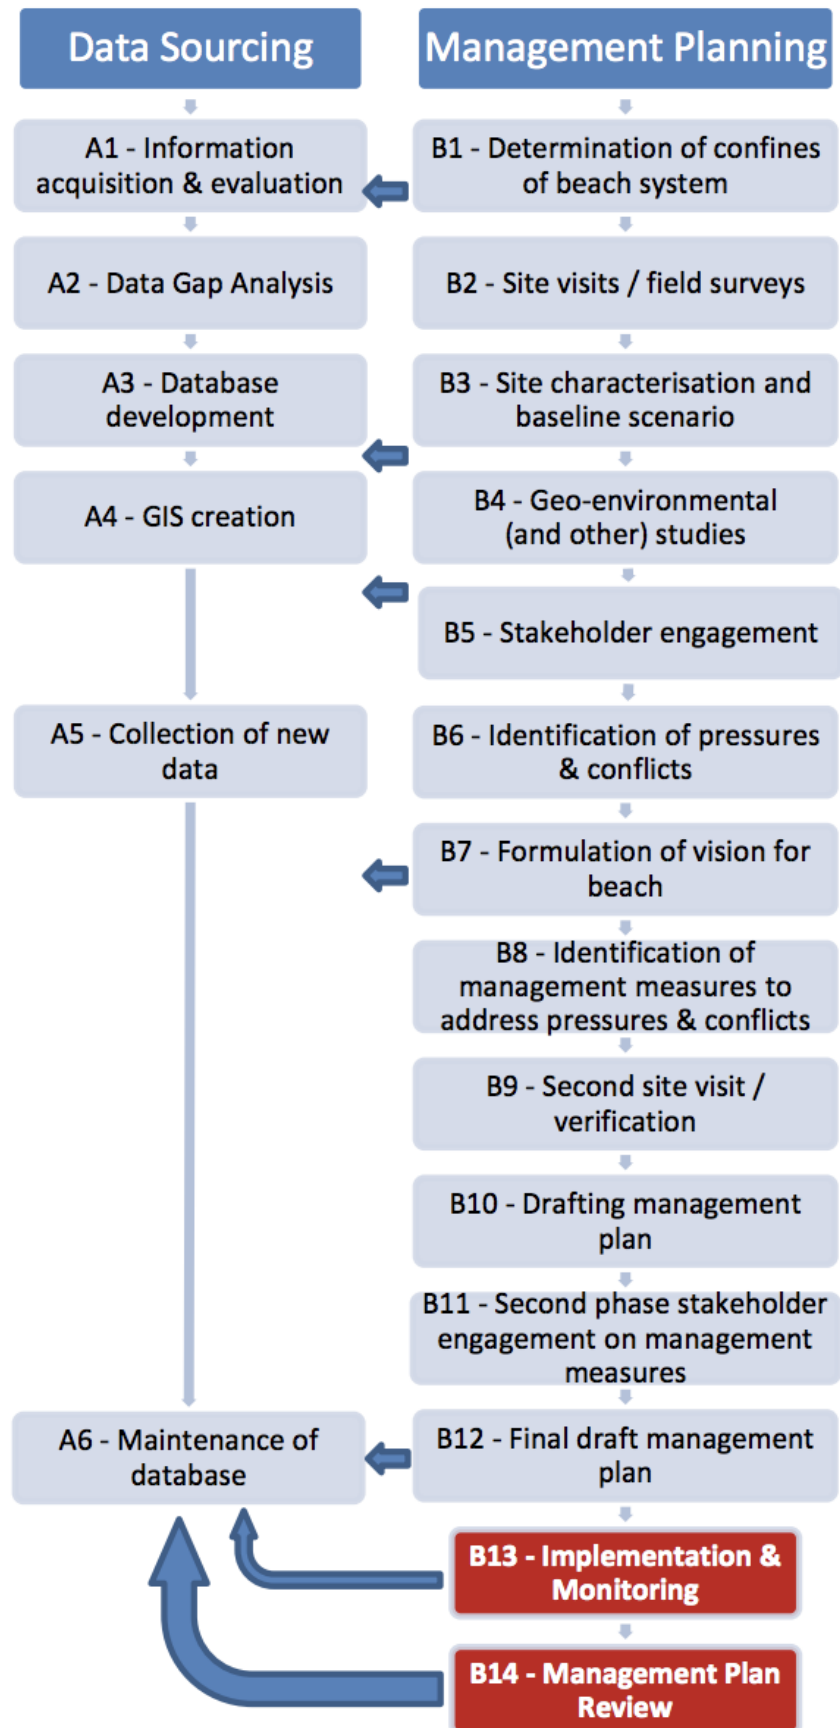 Data Sourcing
A1 - Information
acquisition & evaluation
A2 - Data Gap Analysis
A3 - Database
development
A4 - GIS creation
A5 - Collection of new
data
A6 - Maintenance of
database
Management Planning
B1 - Determination of confines
of beach system
B2 - Site visits / field surveys
B3 - Site characterisation and
baseline scenario
B4 - Geo-environmental
(and other) studies
B5 - Stakeholder engagement
B6 - Identification of pressures
& conflicts
B7 - Formulation of vision for
beach
B8 - Identification of
management measures to
address pressures & conflicts
B9 - Second site visit /
verification
B10 - Drafting management
plan
B11 - Second phase stakeholder
engagement on management
measures
B12 - Final draft management
plan
B13 - Implementation &
Monitoring
B14 - Management Plan
Review